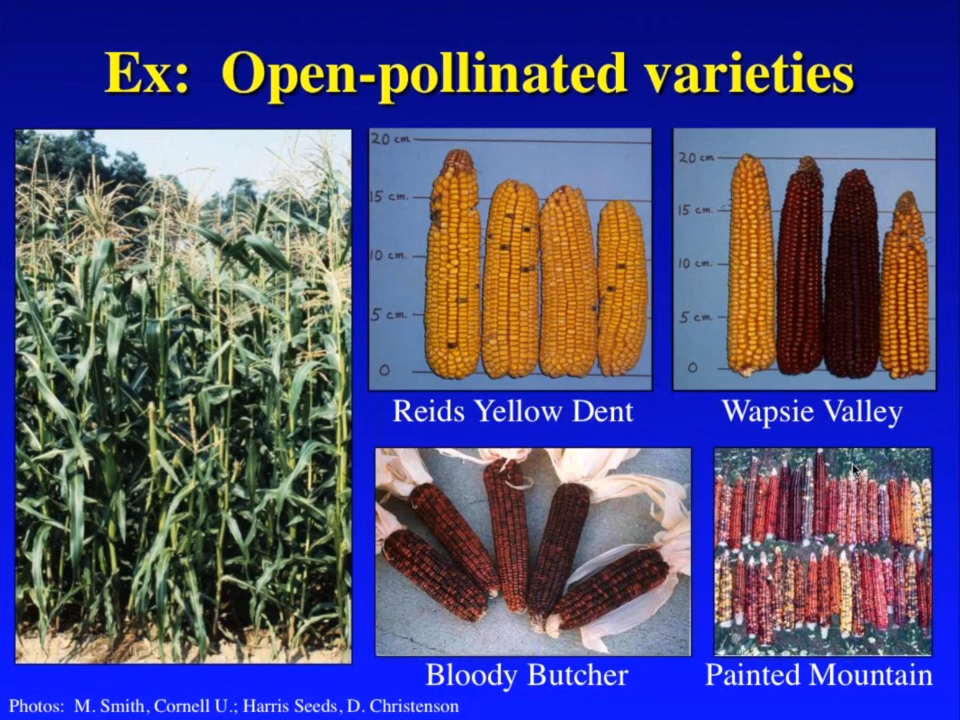 Ex: Open-pollinated varieties
20 cm.
15 cm.
10 cm.
5 cm.
0
Reids Yellow Dent
20 cm.
15 cm.
10 cm.
5 cm.
0
Wapsie Valley
Bloody Butcher
Painted Mountain
Photos: M. Smith, Cornell U.; Harris Seeds, D. Christenson